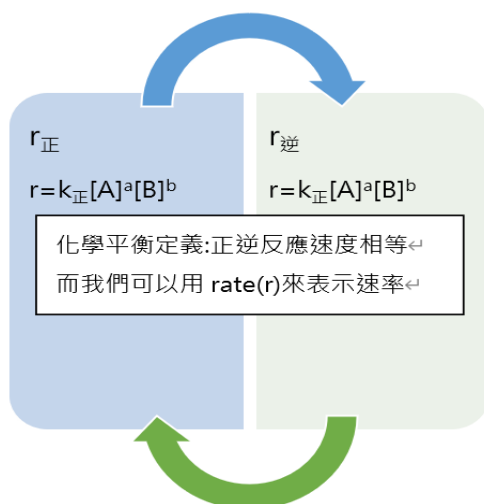 r正
r=k正[A]ᵃ[B]ᵇ
r逆
r=k正[A]ᵃ[B]ᵇ
化學平衡定義:正逆反應速度相等↵
而我們可以用 rate(r)來表示速率↵